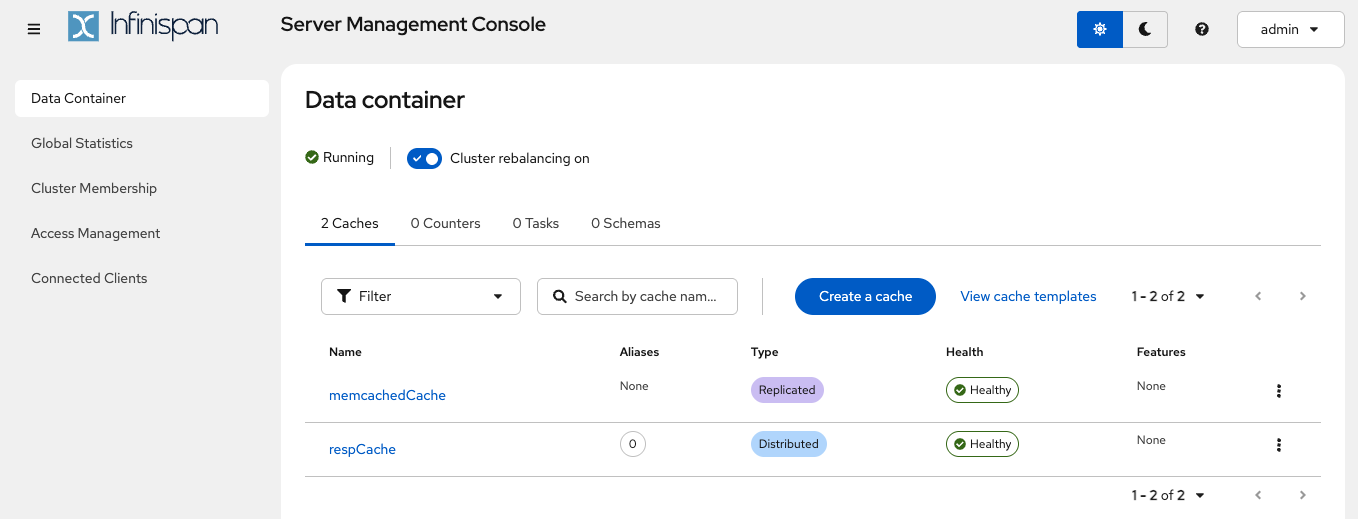 Infinispan
Server Management Console
admin
Data Container
Global Statistics
Cluster Membership
Access Management
Connected Clients
Data container
Running
Cluster rebalancing on
2 Caches 0 Counters 0 Tasks 0 Schemas
Filter Search by cache nam... Create a cache View cache templates 1 - 2 of 2
Name Aliases Type Health Features
memcachedCache None Replicated Healthy None
respCache 0 Distributed Healthy None
1 - 2 of 2